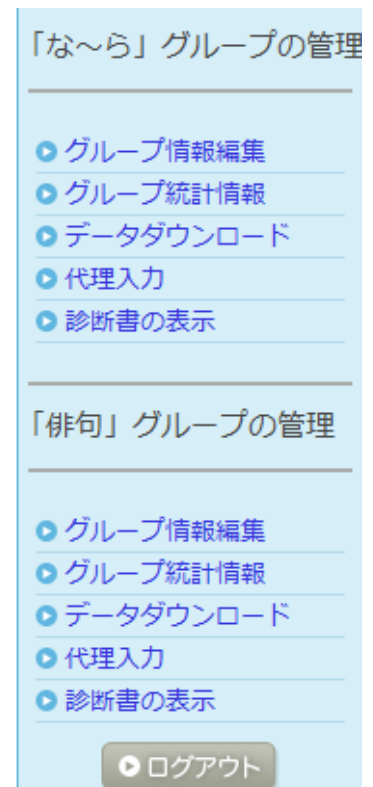 「な～ら」グループの管理
グループ情報編集
グループ統計情報
データダウンロード
代理入力
診断書の表示
「俳句」グループの管理
グループ情報編集
グループ統計情報
データダウンロード
代理入力
診断書の表示
ログアウト